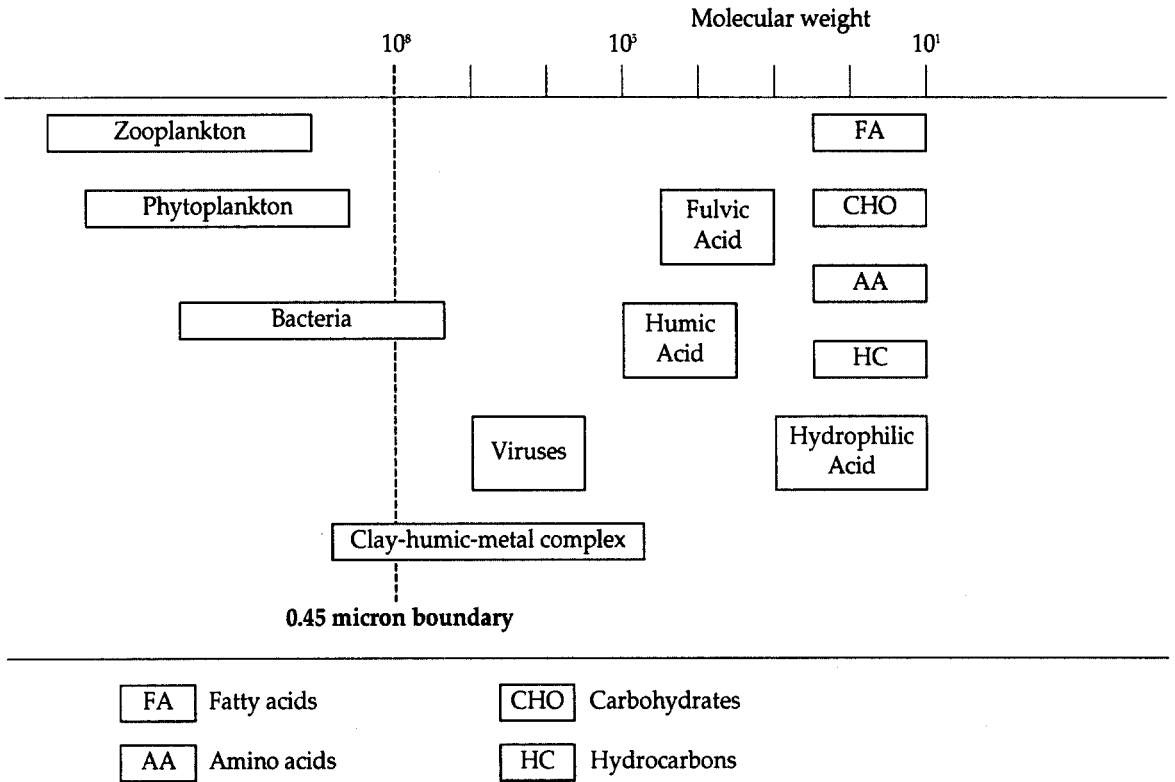 Molecular weight
10⁸ 10⁵ 10¹
Zooplankton FA
Phytoplankton Fulvic CHO
Acid
AA
Bacteria Humic
Acid HC
Viruses Hydrophilic
Acid
Clay-humic-metal complex
0.45 micron boundary
FA Fatty acids CHO Carbohydrates
AA Amino acids HC Hydrocarbons